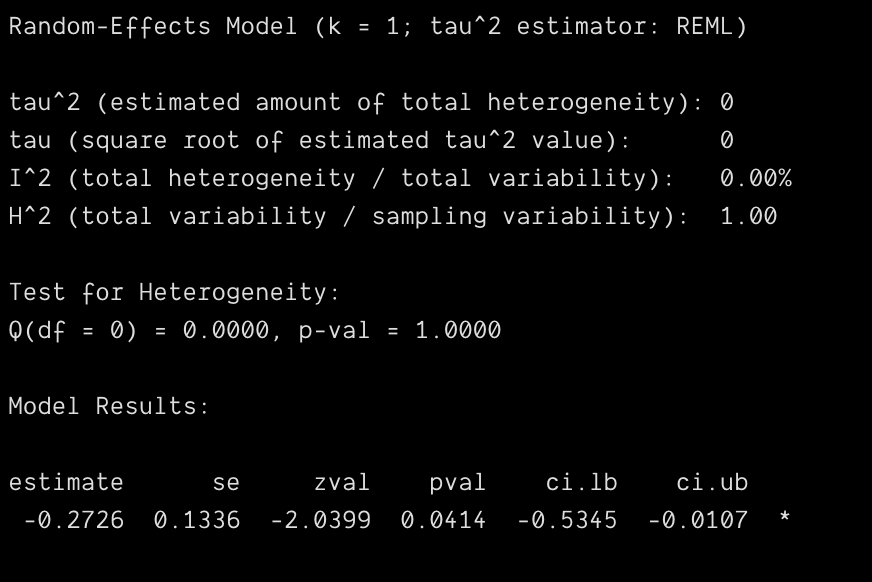 Random-Effects Model (k = 1; tau^2 estimator: REML)
tau^2 (estimated amount of total heterogeneity): 0
tau (square root of estimated tau^2 value): 0
I^2 (total heterogeneity / total variability): 0.00%
H^2 (total variability / sampling variability): 1.00
Test for Heterogeneity:
Q(df = 0) = 0.0000, p-val = 1.0000
Model Results:
estimate se zval pval ci.lb ci.ub
-0.2726 0.1336 -2.0399 0.0414 -0.5345 -0.0107 *